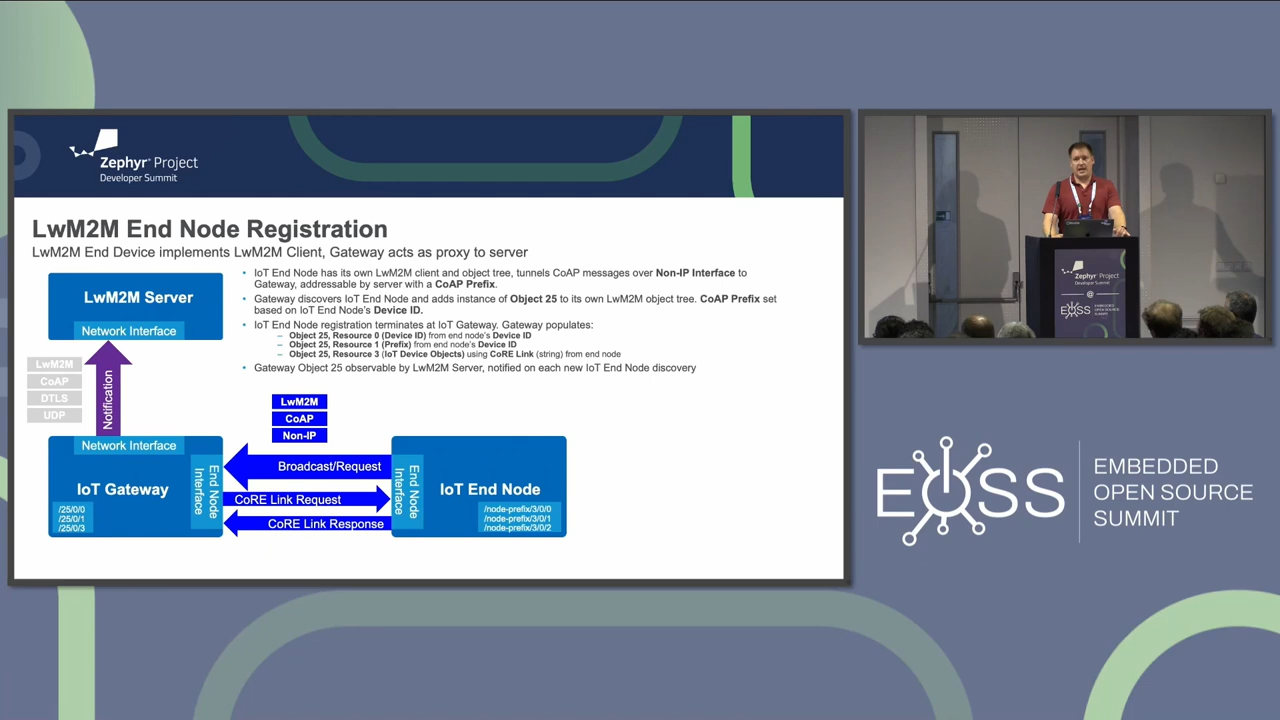 Zephyr® Project
Developer Summit
LwM2M End Node Registration
LwM2M End Device implements LwM2M Client, Gateway acts as proxy to server
• IoT End Node has its own LwM2M client and object tree, tunnels CoAP messages over Non-IP Interface to
Gateway, addressable by server with a CoAP Prefix.
• Gateway discovers IoT End Node and adds instance of Object 25 to its own LwM2M object tree. CoAP Prefix set
based on IoT End Node's Device ID.
• IoT End Node registration terminates at IoT Gateway. Gateway populates:
– Object 25, Resource 0 (Device ID) from end node's Device ID
– Object 25, Resource 1 (Prefix) from end node's Device ID
– Object 25, Resource 3 (IoT Device Objects) using CoRE Link (string) from end node
• Gateway Object 25 observable by LwM2M Server, notified on each new IoT End Node discovery
LwM2M Server
Network Interface
LwM2M
CoAP
DTLS
UDP
Notification
LwM2M
CoAP
Non-IP
Network Interface
IoT Gateway
/25/0/0
/25/0/1
/25/0/3
End Node
Interface
Broadcast/Request
CoRE Link Request
CoRE Link Response
End Node
Interface
IoT End Node
/node-prefix/3/0/0
/node-prefix/3/0/1
/node-prefix/3/0/2
Zephyr Project
Developer Summit
@
EOSS
EOSS
EMBEDDED
OPEN SOURCE
SUMMIT